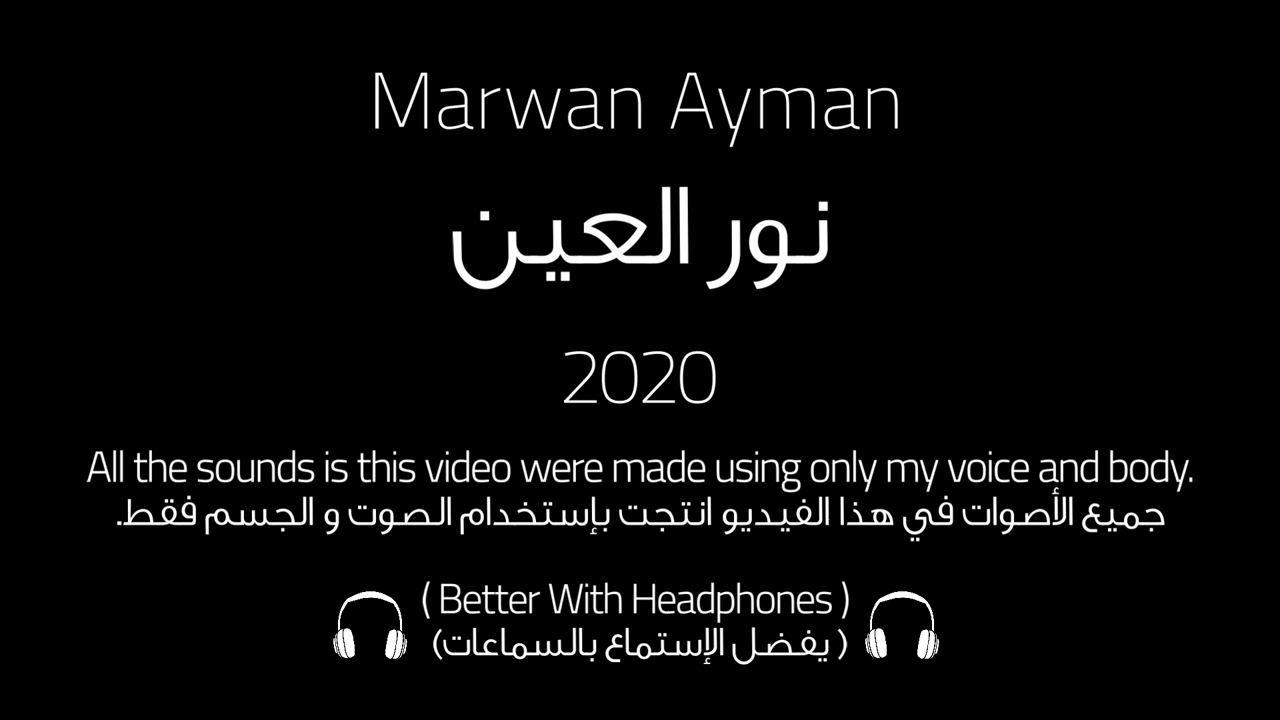 Marwan Ayman
نور العين
2020
All the sounds is this video were made using only my voice and body.
جميع الأصوات في هذا الفيديو انتجت بإستخدام الصوت و الجسم فقط.
( Better With Headphones )
( يفضل الإستماع بالسماعات)